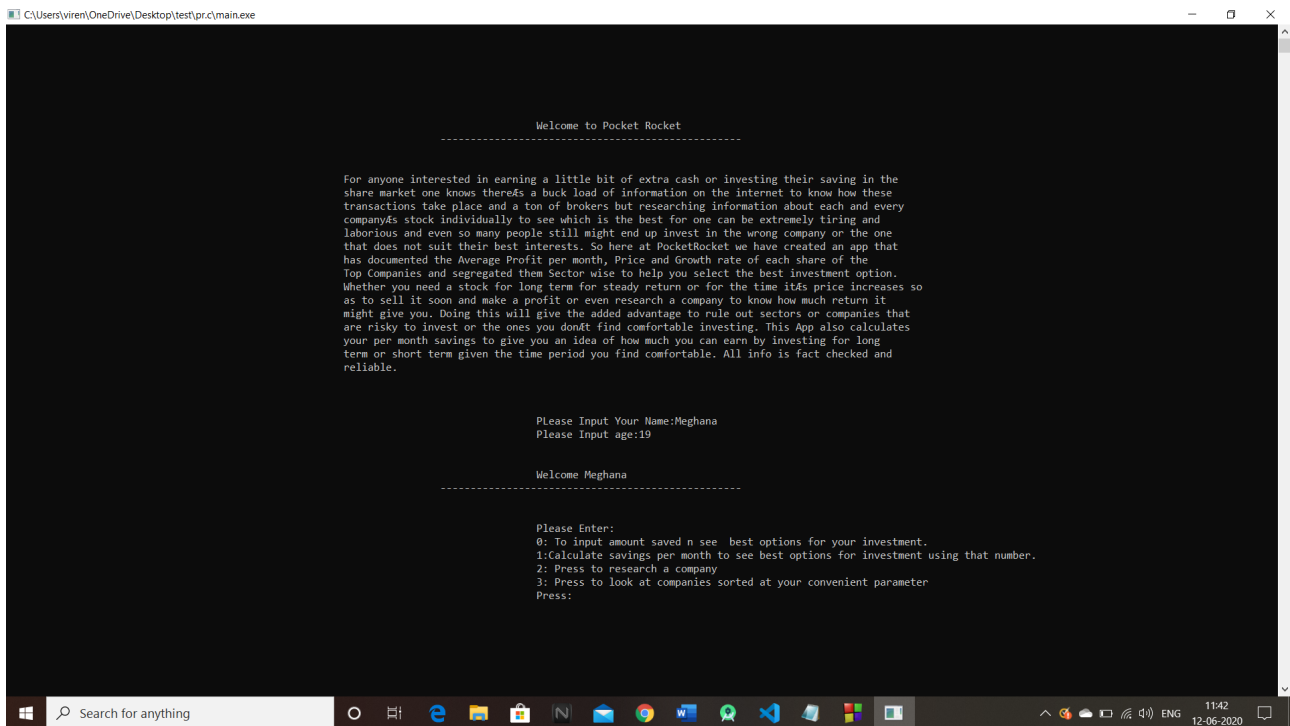 C:\Users\viren\OneDrive\Desktop\test\pr.c\main.exe
Welcome to Pocket Rocket
--------------------------------------------------
For anyone interested in earning a little bit of extra cash or investing their saving in the
share market one knows thereÆs a buck load of information on the internet to know how these
transactions take place and a ton of brokers but researching information about each and every
companyÆs stock individually to see which is the best for one can be extremely tiring and
laborious and even so many people still might end up invest in the wrong company or the one
that does not suit their best interests. So here at PocketRocket we have created an app that
has documented the Average Profit per month, Price and Growth rate of each share of the
Top Companies and segregated them Sector wise to help you select the best investment option.
Whether you need a stock for long term for steady return or for the time itÆs price increases so
as to sell it soon and make a profit or even research a company to know how much return it
might give you. Doing this will give the added advantage to rule out sectors or companies that
are risky to invest or the ones you donÆt find comfortable investing. This App also calculates
your per month savings to give you an idea of how much you can earn by investing for long
term or short term given the time period you find comfortable. All info is fact checked and
reliable.
PLease Input Your Name:Meghana
Please Input age:19
Welcome Meghana
--------------------------------------------------
Please Enter:
0: To input amount saved n see  best options for your investment.
1:Calculate savings per month to see best options for investment using that number.
2: Press to research a company
3: Press to look at companies sorted at your convenient parameter
Press:
Search for anything
ENG
11:42
12-06-2020